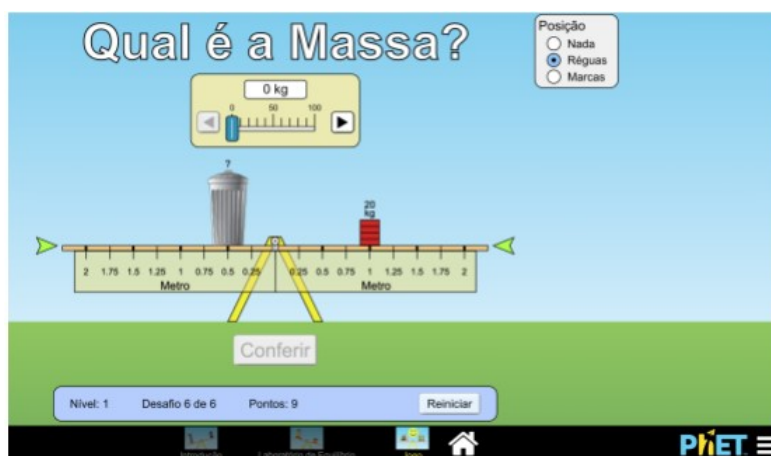 Qual é a Massa?
Posição
Nada
Réguas
Marcas
0 kg
0 50 100
?
20
kg
2 1.75 1.5 1.25 1 0.75 0.5 0.25 0.25 0.5 0.75 1 1.25 1.5 1.75 2
Metro Metro
Conferir
Nível: 1 Desafio 6 de 6 Pontos: 9 Reiniciar
Introdução Laboratório de Equilíbrio Jogo
PhET